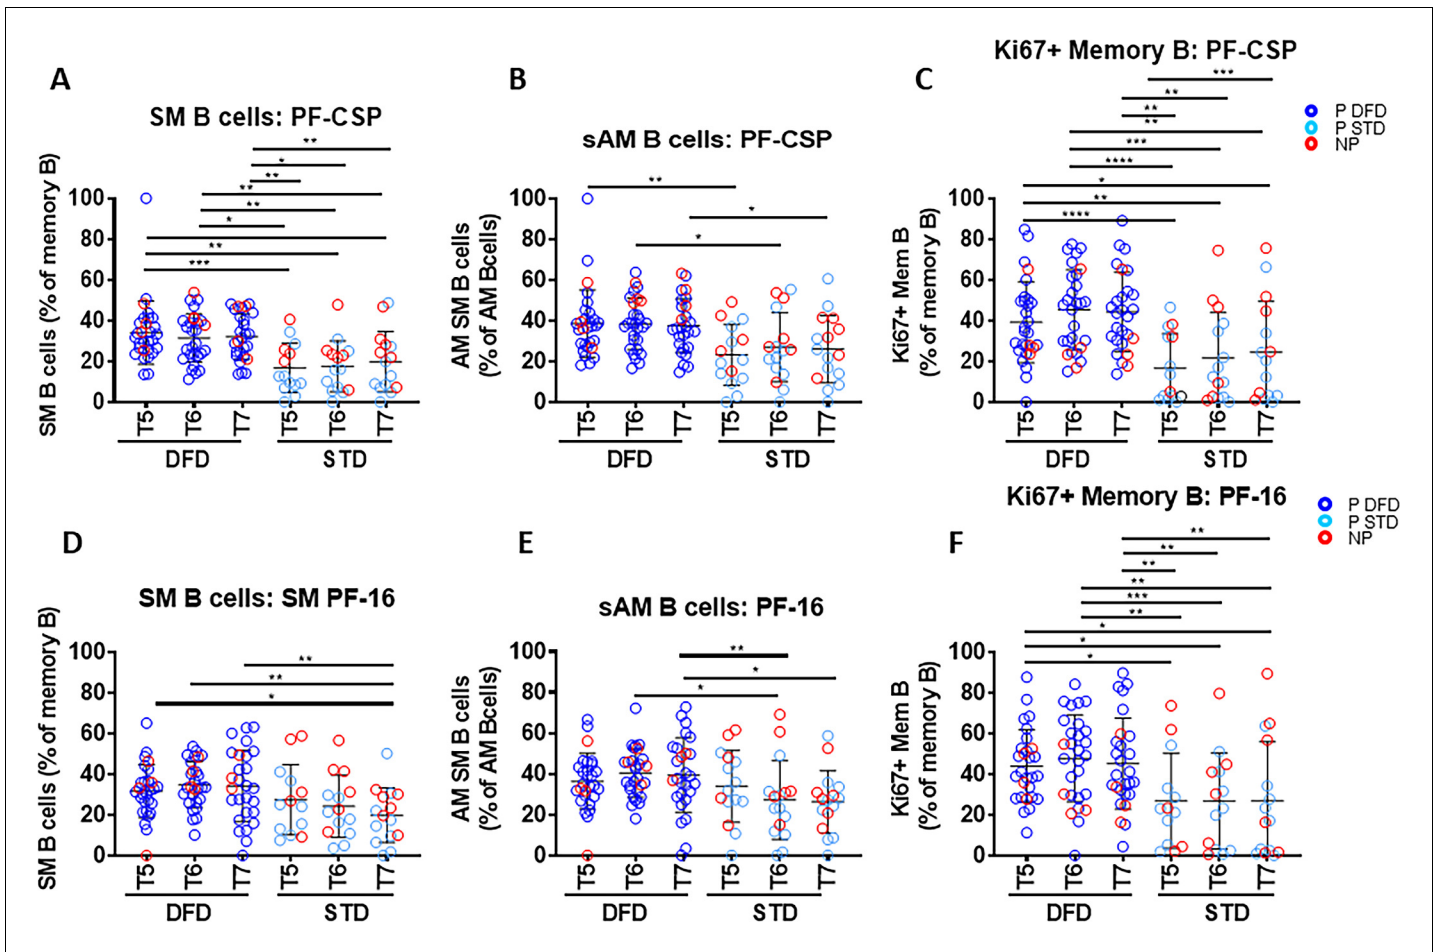 A
SM B cells: PF-CSP
SM B cells (% of memory B)
100
80
60
40
20
0
**
*
**
**
**
*
**
***
T5
T6
T7
T5
T6
T7
DFD
STD
B
sAM B cells: PF-CSP
AM SM B cells
(% of AM Bcells)
100
80
60
40
20
0
**
*
*
T5
T6
T7
T5
T6
T7
DFD
STD
C
Ki67+ Memory B: PF-CSP
Ki67+ Mem B
(% of memory B)
100
80
60
40
20
0
***
**
**
**
***
****
*
**
****
T5
T6
T7
T5
T6
T7
DFD
STD
P DFD
P STD
NP
D
SM B cells: SM PF-16
SM B cells (% of memory B)
100
80
60
40
20
0
**
**
*
T5
T6
T7
T5
T6
T7
DFD
STD
E
sAM B cells: PF-16
AM SM B cells
(% of AM Bcells)
100
80
60
40
20
0
**
*
*
T5
T6
T7
T5
T6
T7
DFD
STD
F
Ki67+ Memory B: PF-16
Ki67+ Mem B
(% of memory B)
100
80
60
40
20
0
**
**
**
**
***
**
*
*
*
T5
T6
T7
T5
T6
T7
DFD
STD
P DFD
P STD
NP